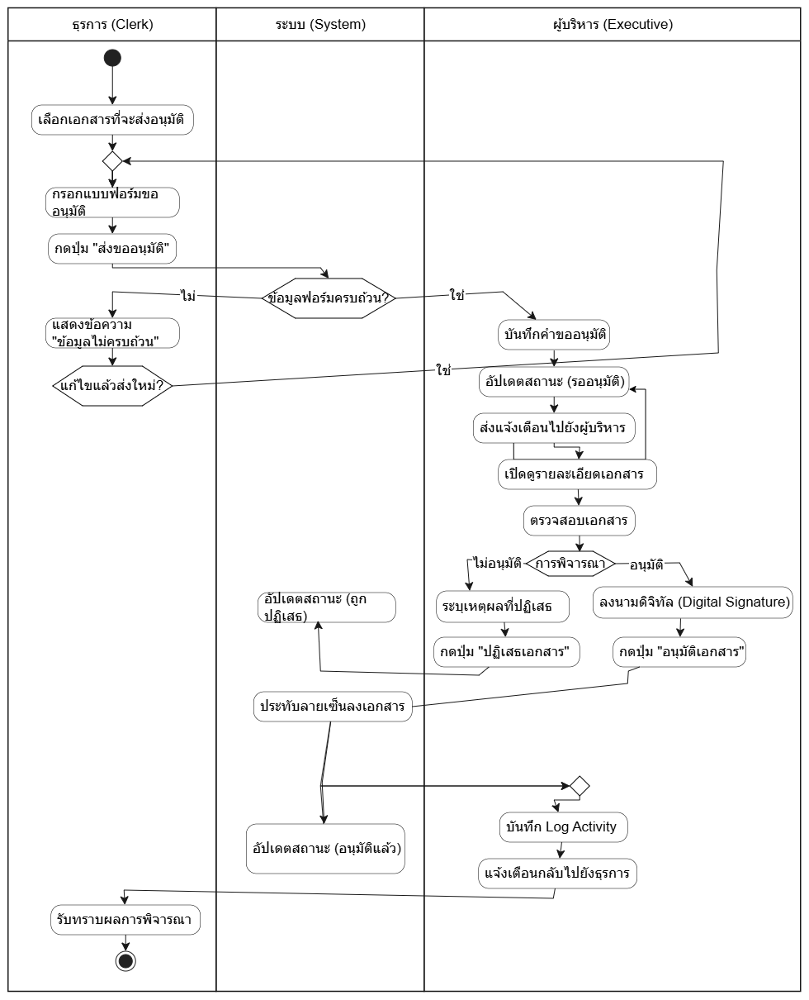 ธุรการ (Clerk)
ระบบ (System)
ผู้บริหาร (Executive)
เลือกเอกสารที่จะส่งอนุมัติ
กรอกแบบฟอร์มขอ
อนุมัติ
กดปุ่ม "ส่งขออนุมัติ"
ข้อมูลฟอร์มครบถ้วน?
ไม่
ใช่
แสดงข้อความ
"ข้อมูลไม่ครบถ้วน"
บันทึกคำขออนุมัติ
แก้ไขแล้วส่งใหม่?
ใช่
อัปเดตสถานะ (รออนุมัติ)
ส่งแจ้งเตือนไปยังผู้บริหาร
เปิดดูรายละเอียดเอกสาร
ตรวจสอบเอกสาร
ไม่อนุมัติ
การพิจารณา
อนุมัติ
อัปเดตสถานะ (ถูก
ปฏิเสธ)
ระบุเหตุผลที่ปฏิเสธ
ลงนามดิจิทัล (Digital Signature)
กดปุ่ม "ปฏิเสธเอกสาร"
กดปุ่ม "อนุมัติเอกสาร"
ประทับลายเซ็นลงเอกสาร
บันทึก Log Activity
อัปเดตสถานะ (อนุมัติแล้ว)
แจ้งเตือนกลับไปยังธุรการ
รับทราบผลการพิจารณา